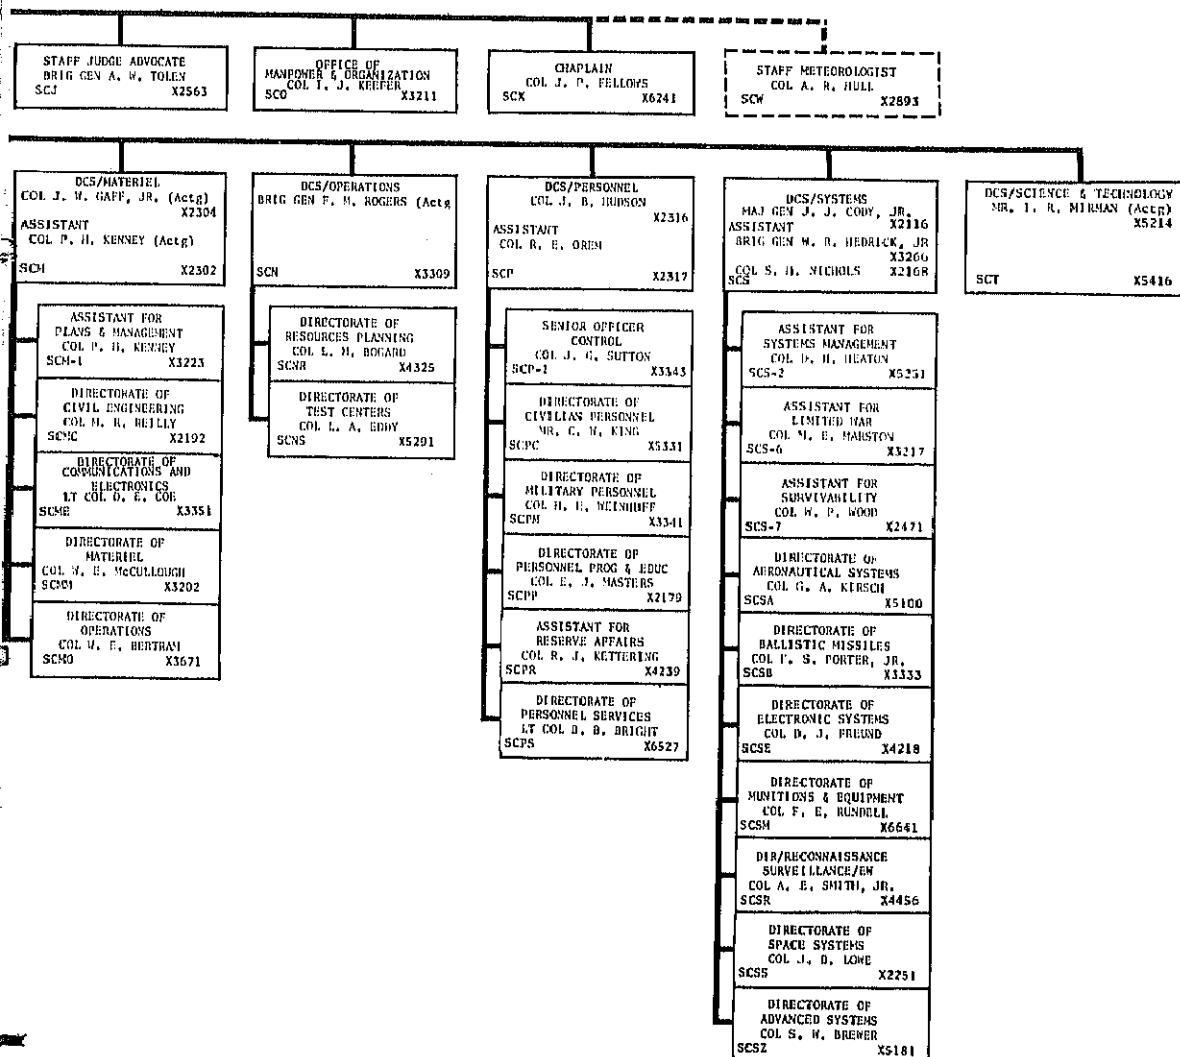 STAFF JUDGE ADVOCATE
BRIG GEN A. W. TOLEN
SCJ X2563
OFFICE OF
MANPOWER & ORGANIZATION
COL I. J. KEEFER
SCO X3211
CHAPLAIN
COL J. P. FELLOWS
SCX X6241
STAFF METEOROLOGIST
COL A. R. HULL
SCW X2893
DCS/MATERIEL
COL J. W. GAFF, JR. (Actg)
X2304
ASSISTANT
COL P. H. KENNEY (Actg)
SCM X2302
ASSISTANT FOR
PLANS & MANAGEMENT
COL P. H. KENNEY
SCM-1 X3223
DIRECTORATE OF
CIVIL ENGINEERING
COL H. R. REILLY
SCMC X2192
DIRECTORATE OF
COMMUNICATIONS AND
ELECTRONICS
LT COL D. E. COE
SCME X3351
DIRECTORATE OF
MATERIEL
COL W. E. McCULLOUGH
SCMM X3202
DIRECTORATE OF
OPERATIONS
COL W. E. BERTRAM
SCMO X3671
DCS/OPERATIONS
BRIG GEN F. M. ROGERS (Actg
SCN X3309
DIRECTORATE OF
RESOURCES PLANNING
COL L. M. BOGARD
SCNR X4325
DIRECTORATE OF
TEST CENTERS
COL L. A. EDDY
SCNS X5291
DCS/PERSONNEL
COL J. B. HUDSON
X2316
ASSISTANT
COL R. E. OREM
SCP X2317
SENIOR OFFICER
CONTROL
COL J. G. SUTTON
SCP-1 X3343
DIRECTORATE OF
CIVILIAN PERSONNEL
MR. C. W. KING
SCPC X5331
DIRECTORATE OF
MILITARY PERSONNEL
COL H. H. WEINHUFF
SCPM X3341
DIRECTORATE OF
PERSONNEL PROG & EDUC
COL E. J. MASTERS
SCPP X2179
ASSISTANT FOR
RESERVE AFFAIRS
COL R. J. KETTERING
SCPR X4239
DIRECTORATE OF
PERSONNEL SERVICES
LT COL B. B. BRIGHT
SCPS X6527
DCS/SYSTEMS
MAJ GEN J. J. CODY, JR.
ASSISTANT X2116
BRIG GEN W. R. HEDRICK, JR
X3266
COL S. H. NICHOLS X2168
SCS
ASSISTANT FOR
SYSTEMS MANAGEMENT
COL D. H. HEATON
SCS-2 X5251
ASSISTANT FOR
LIMITED WAR
COL M. E. MARSTON
SCS-6 X3217
ASSISTANT FOR
SURVIVABILITY
COL W. P. WOOD
SCS-7 X2471
DIRECTORATE OF
AERONAUTICAL SYSTEMS
COL G. A. KIRSCH
SCSA X5100
DIRECTORATE OF
BALLISTIC MISSILES
COL F. S. PORTER, JR.
SCSB X3333
DIRECTORATE OF
ELECTRONIC SYSTEMS
COL D. J. FREUND
SCSE X4218
DIRECTORATE OF
MUNITIONS & EQUIPMENT
COL F. E. RUNDELL
SCSM X6641
DIR/RECONNAISSANCE
SURVEILLANCE/EW
COL A. E. SMITH, JR.
SCSR X4456
DIRECTORATE OF
SPACE SYSTEMS
COL J. D. LOWE
SCSS X2251
DIRECTORATE OF
ADVANCED SYSTEMS
COL S. W. BREWER
SCSZ X5181
DCS/SCIENCE & TECHNOLOGY
MR. I. R. MIRMAN (Actg)
X5214
SCT X5416